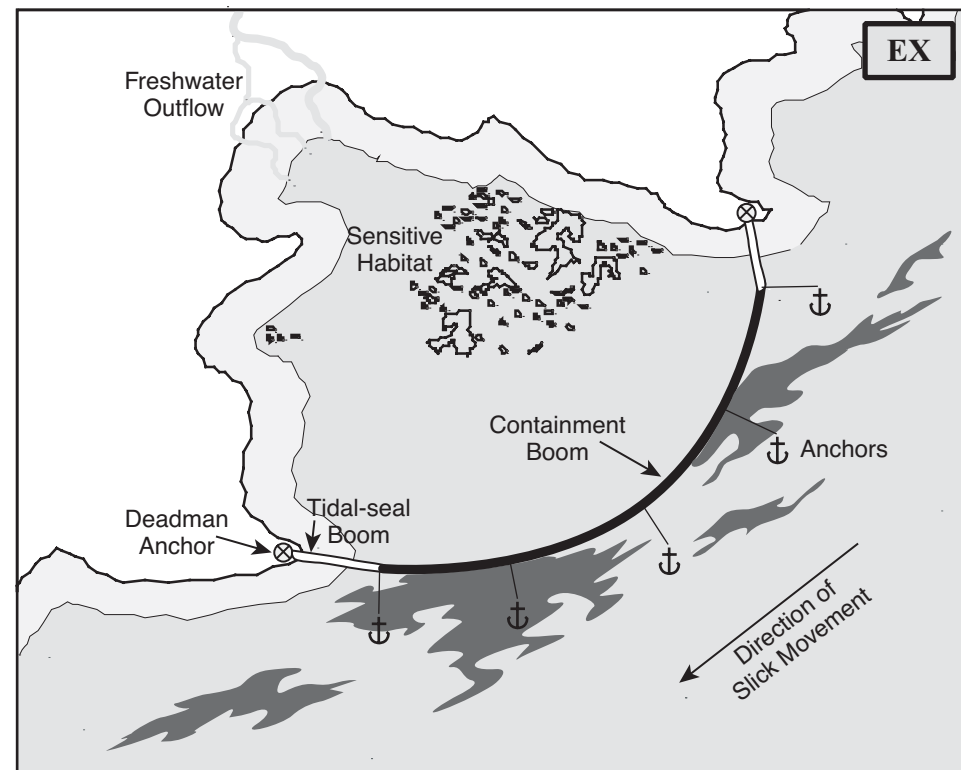 EX
Freshwater
Outflow
Sensitive
Habitat
Containment
Boom
Anchors
Tidal-seal
Boom
Deadman
Anchor
Direction of
Slick Movement